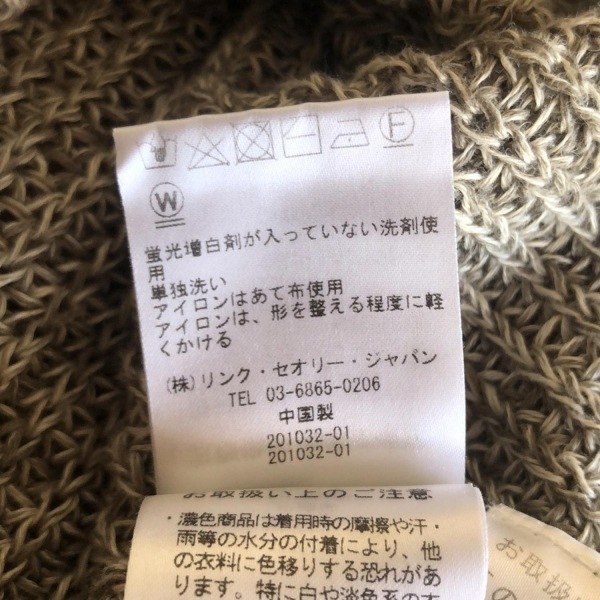 F
W
蛍光増白剤が入っていない洗剤使
用
単独洗い
アイロンはあて布使用
アイロンは、形を整える程度に軽
くかける
(株)リンク・セオリー・ジャパン
TEL 03-6865-0206
中国製
201032-01
201032-01
お取扱い上のご注意
・濃色商品は着用時の摩擦や汗・
雨等の水分の付着により、他
の衣料に色移りする恐れがあ
ります。特に白や淡色系の
お取扱
の